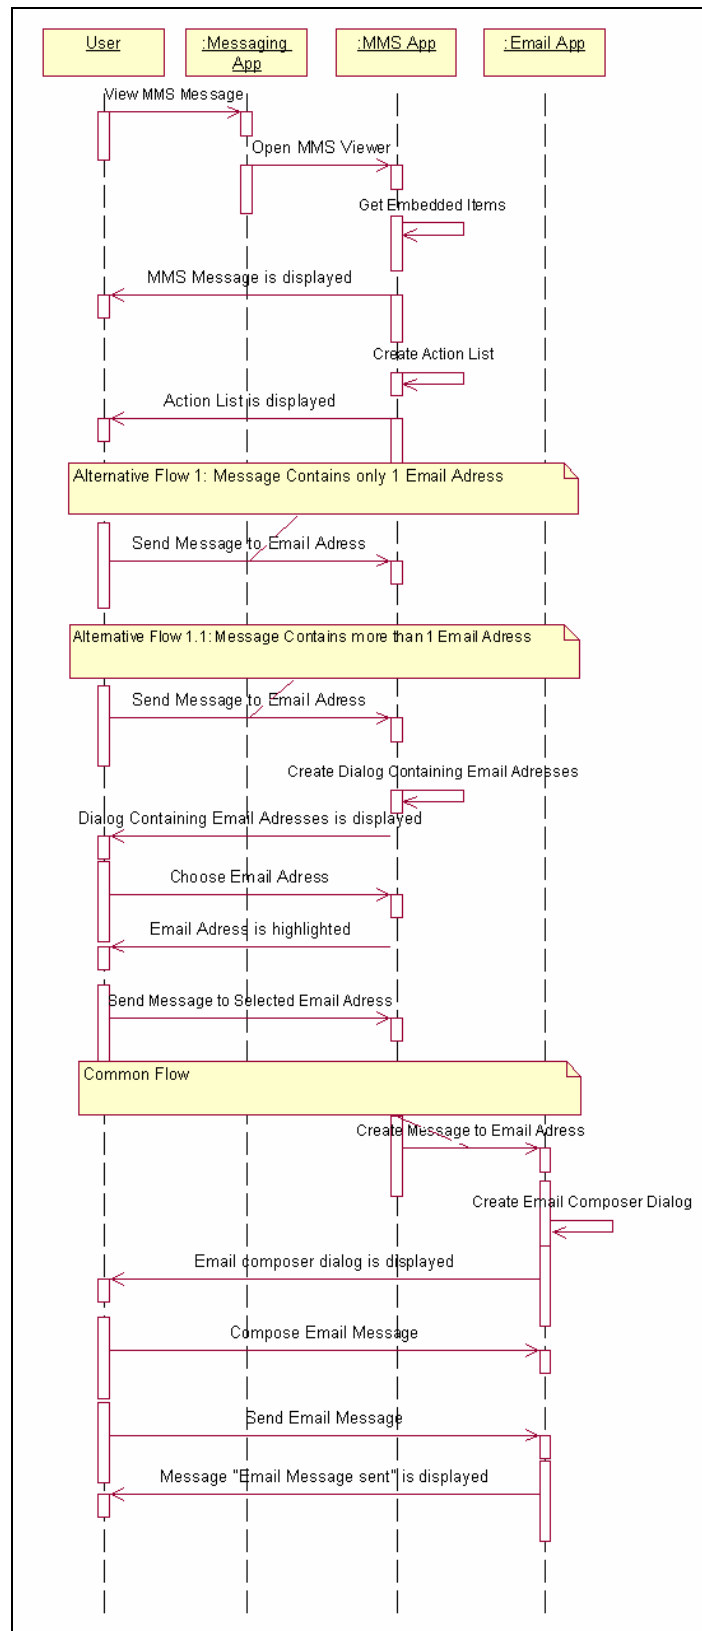 User
:Messaging
App
:MMS App
:Email App
View MMS Message
Open MMS Viewer
Get Embedded Items
MMS Message is displayed
Create Action List
Action List is displayed
Alternative Flow 1: Message Contains only 1 Email Adress
Send Message to Email Adress
Alternative Flow 1.1: Message Contains more than 1 Email Adress
Send Message to Email Adress
Create Dialog Containing Email Adresses
Dialog Containing Email Adresses is displayed
Choose Email Adress
Email Adress is highlighted
Send Message to Selected Email Adress
Common Flow
Create Message to Email Adress
Create Email Composer Dialog
Email composer dialog is displayed
Compose Email Message
Send Email Message
Message "Email Message sent" is displayed